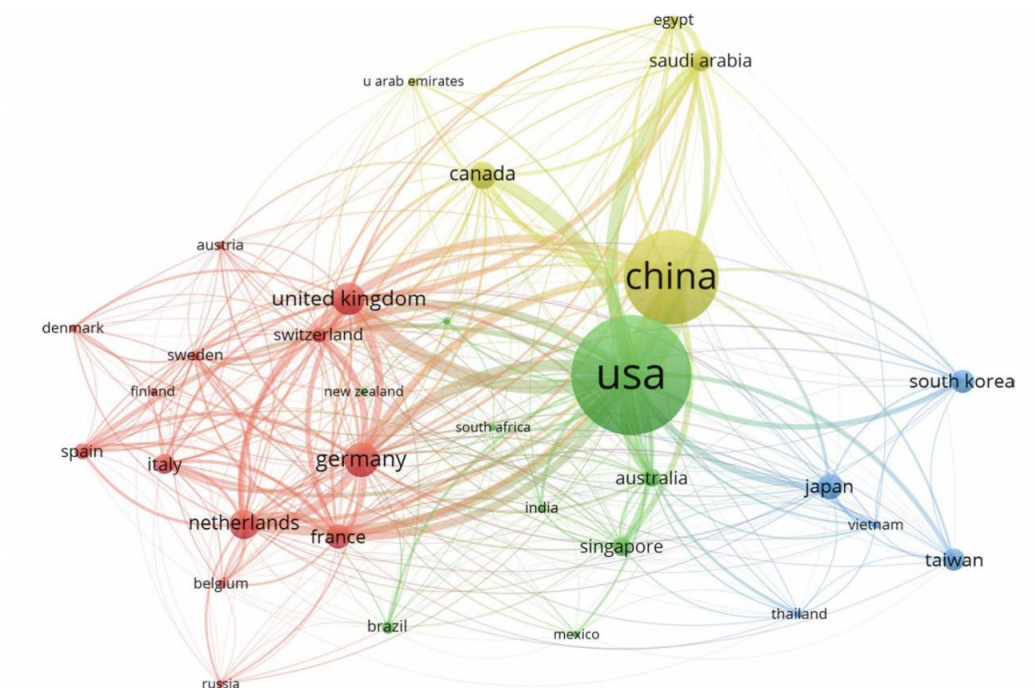 egypt
saudi arabia
u arab emirates
canada
austria
china
united kingdom
denmark
switzerland
sweden
usa
south korea
finland
new zealand
south africa
spain
italy
germany
australia
japan
india
netherlands
vietnam
france
singapore
taiwan
belgium
thailand
brazil
mexico
russia